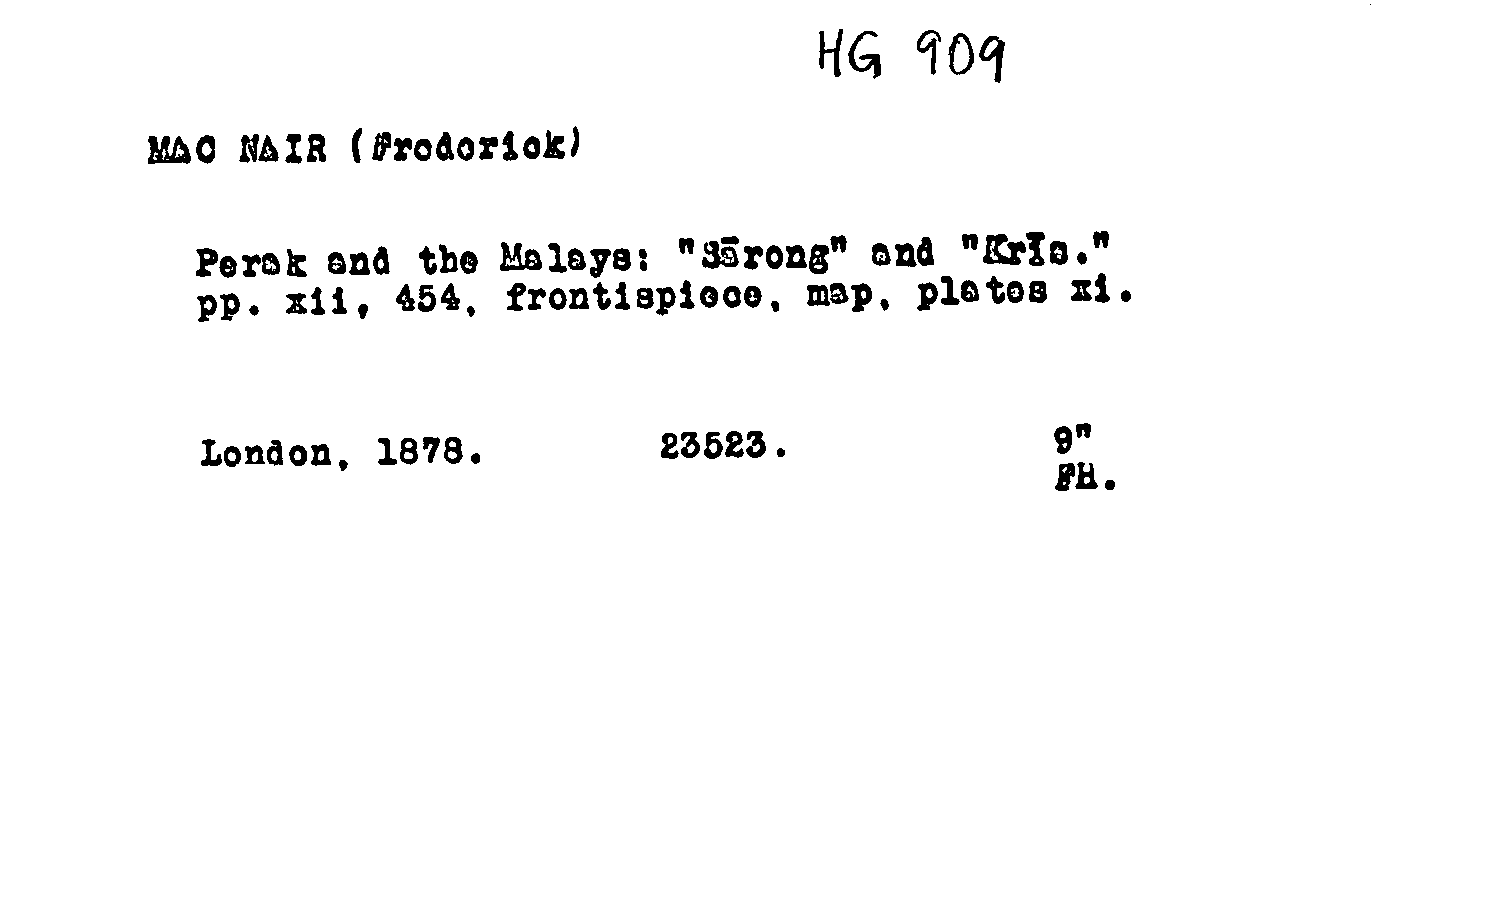 HG 909
MAC NAIR (Frederick)
Perak and the Malays: "Sārong" and "Krīs."
pp. xii, 454, frontispiece, map, plates xi.
London, 1878. 23523. 9"
FH.